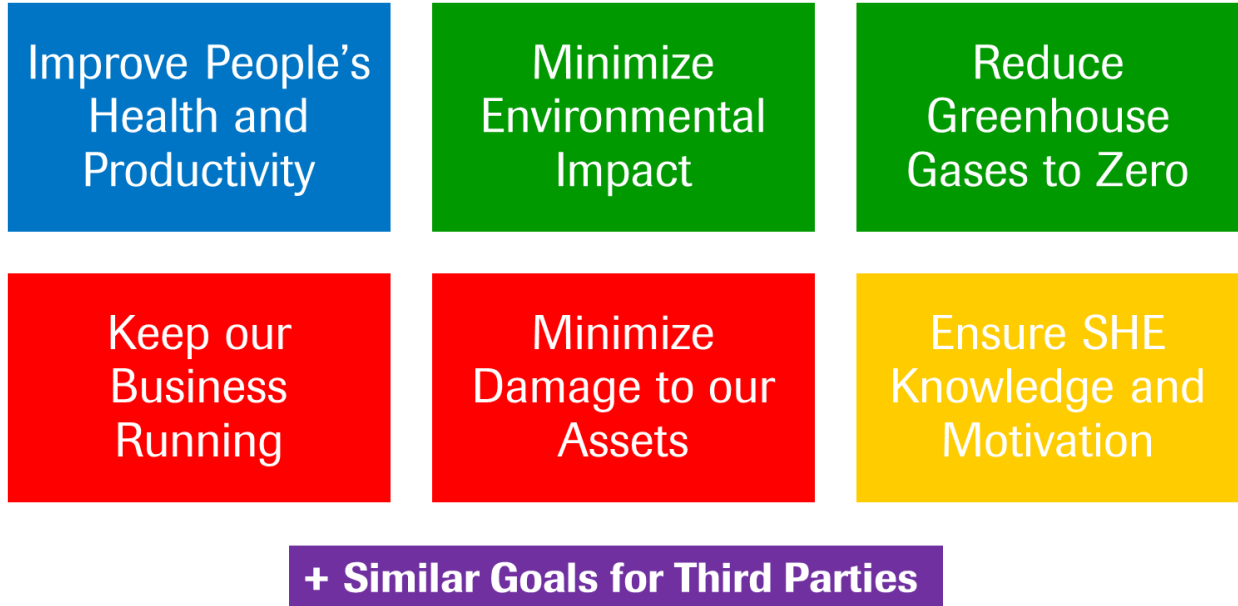 Improve People’s
Health and
Productivity
Minimize
Environmental
Impact
Reduce
Greenhouse
Gases to Zero
Keep our
Business
Running
Minimize
Damage to our
Assets
Ensure SHE
Knowledge and
Motivation
+ Similar Goals for Third Parties